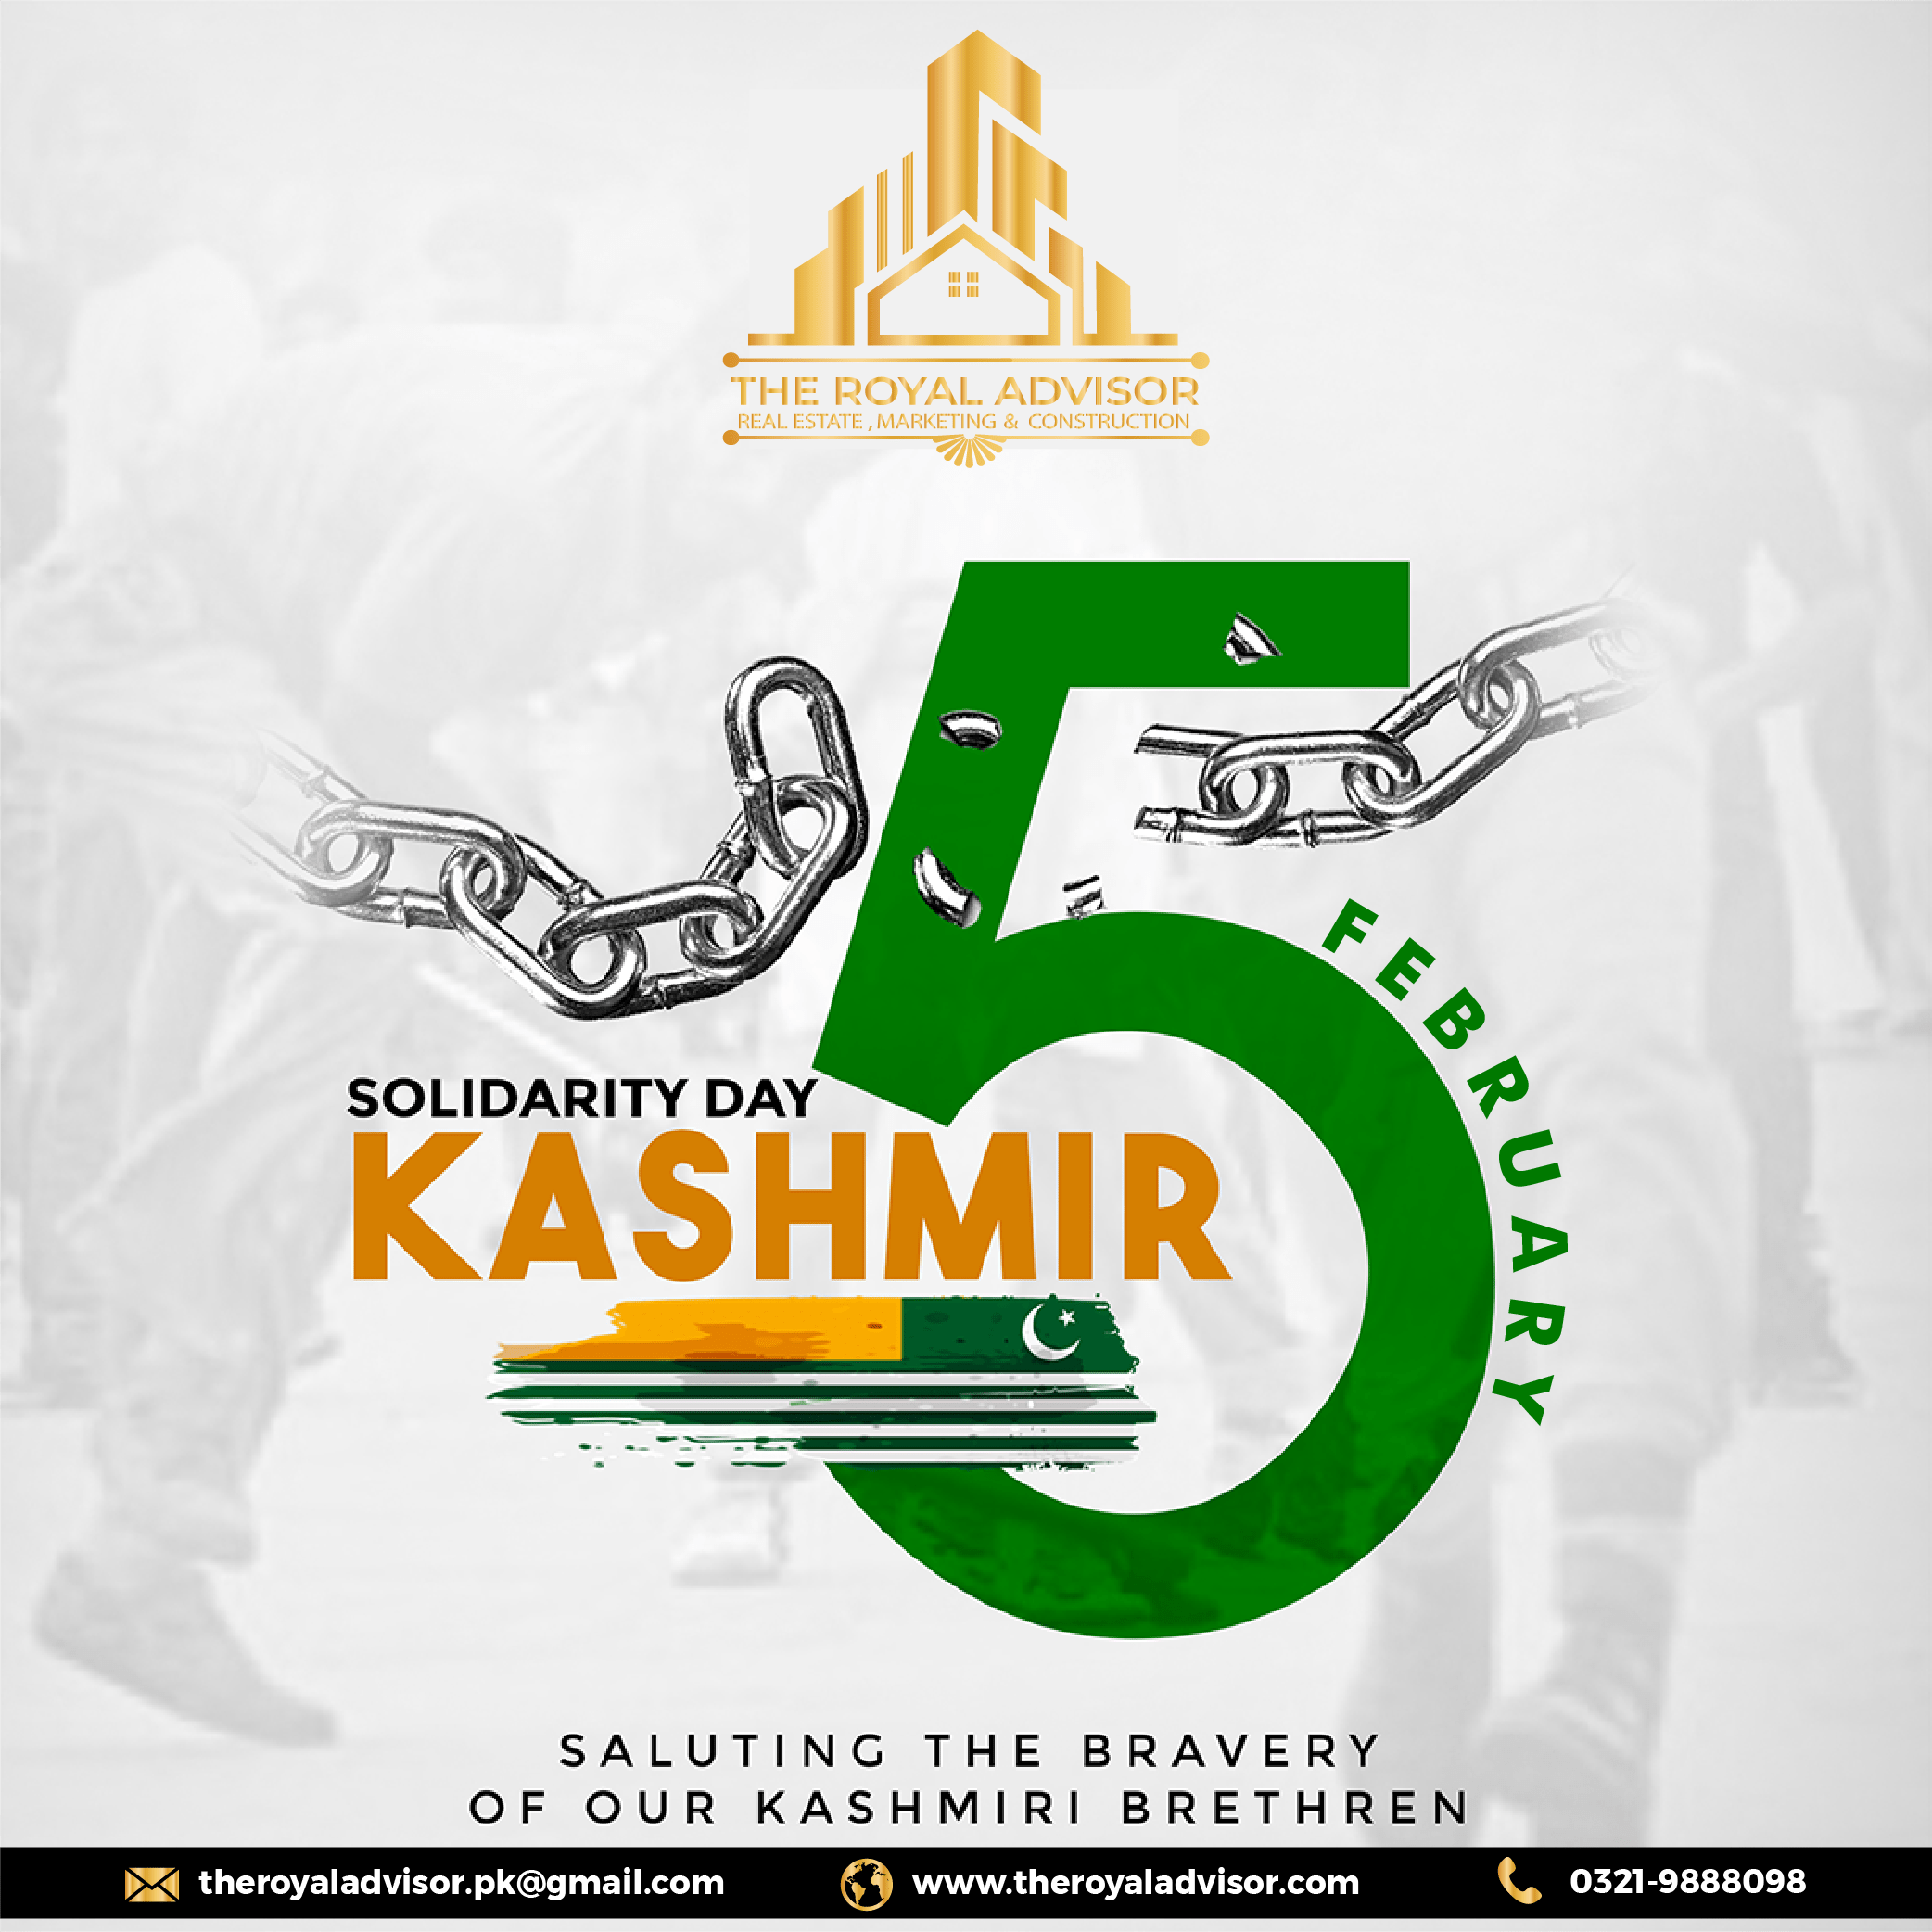 THE ROYAL ADVISOR
REAL ESTATE , MARKETING & CONSTRUCTION
5
FEBRUARY
SOLIDARITY DAY
KASHMIR
SALUTING THE BRAVERY
OF OUR KASHMIRI BRETHREN
theroyaladvisor.pk@gmail.com
www.theroyaladvisor.com
0321-9888098